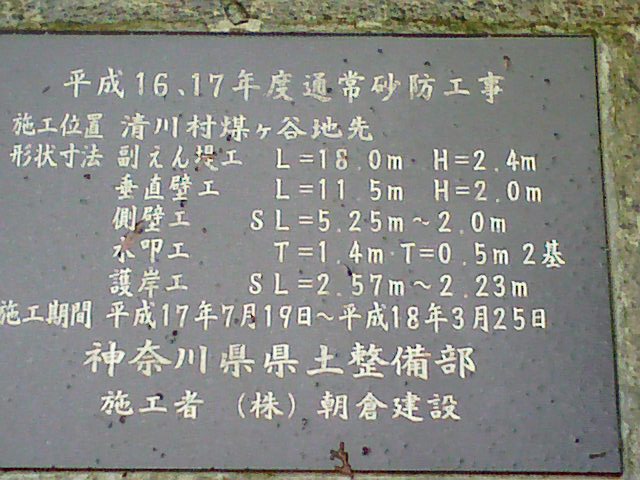 平成16、17年度通常砂防工事
施工位置 清川村煤ヶ谷地先
形状寸法 副えん堤工 L=18.0m H=2.4m
垂直壁工 L=11.5m H=2.0m
側壁工 SL=5.25m～2.0m
水叩工 T=1.4m T=0.5m 2基
護岸工 SL=2.57m～2.23m
施工期間 平成17年7月19日～平成18年3月25日
神奈川県県土整備部
施工者 (株)朝倉建設